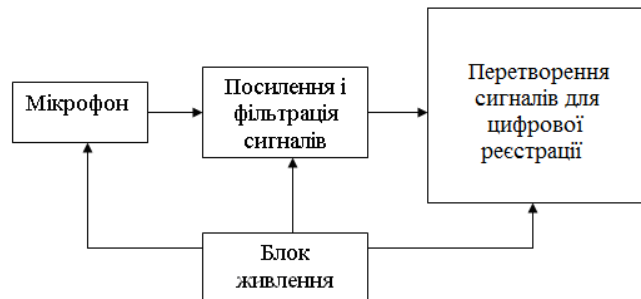 Мікрофон
Посилення і
фільтрація
сигналів
Перетворення
сигналів для
цифрової
реєстрації
Блок
живлення